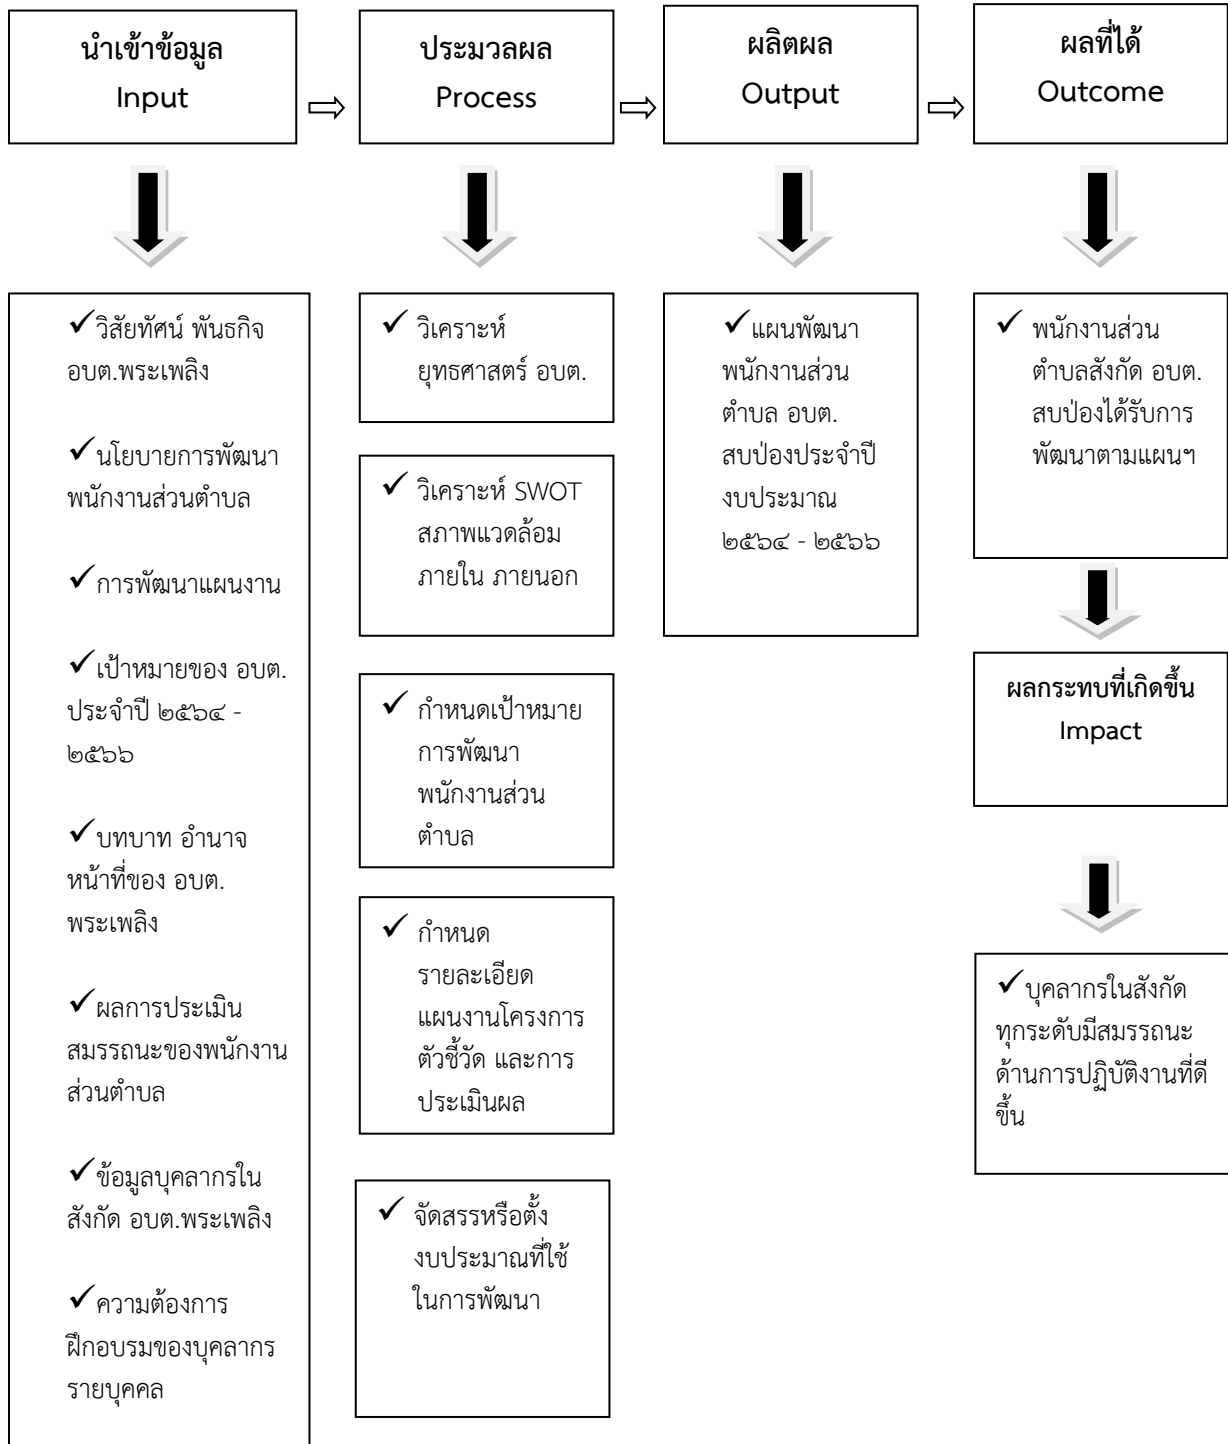 นำเข้าข้อมูล
Input
ประมวลผล
Process
ผลิตผล
Output
ผลที่ได้
Outcome
วิสัยทัศน์ พันธกิจ
อบต.พระเพลิง
นโยบายการพัฒนา
พนักงานส่วนตำบล
การพัฒนาแผนงาน
เป้าหมายของ อบต.
ประจำปี ๒๕๖๔ -
๒๕๖๖
บทบาท อำนาจ
หน้าที่ของ อบต.
พระเพลิง
ผลการประเมิน
สมรรถนะของพนักงาน
ส่วนตำบล
ข้อมูลบุคลากรใน
สังกัด อบต.พระเพลิง
ความต้องการ
ฝึกอบรมของบุคลากร
รายบุคคล
วิเคราะห์
ยุทธศาสตร์ อบต.
วิเคราะห์ SWOT
สภาพแวดล้อม
ภายใน ภายนอก
กำหนดเป้าหมาย
การพัฒนา
พนักงานส่วน
ตำบล
กำหนด
รายละเอียด
แผนงานโครงการ
ตัวชี้วัด และการ
ประเมินผล
จัดสรรหรือตั้ง
งบประมาณที่ใช้
ในการพัฒนา
แผนพัฒนา
พนักงานส่วน
ตำบล อบต.
สบป่องประจำปี
งบประมาณ
๒๕๖๔ - ๒๕๖๖
พนักงานส่วน
ตำบลสังกัด อบต.
สบป่องได้รับการ
พัฒนาตามแผนฯ
ผลกระทบที่เกิดขึ้น
Impact
บุคลากรในสังกัด
ทุกระดับมีสมรรถนะ
ด้านการปฏิบัติงานที่ดี
ขึ้น